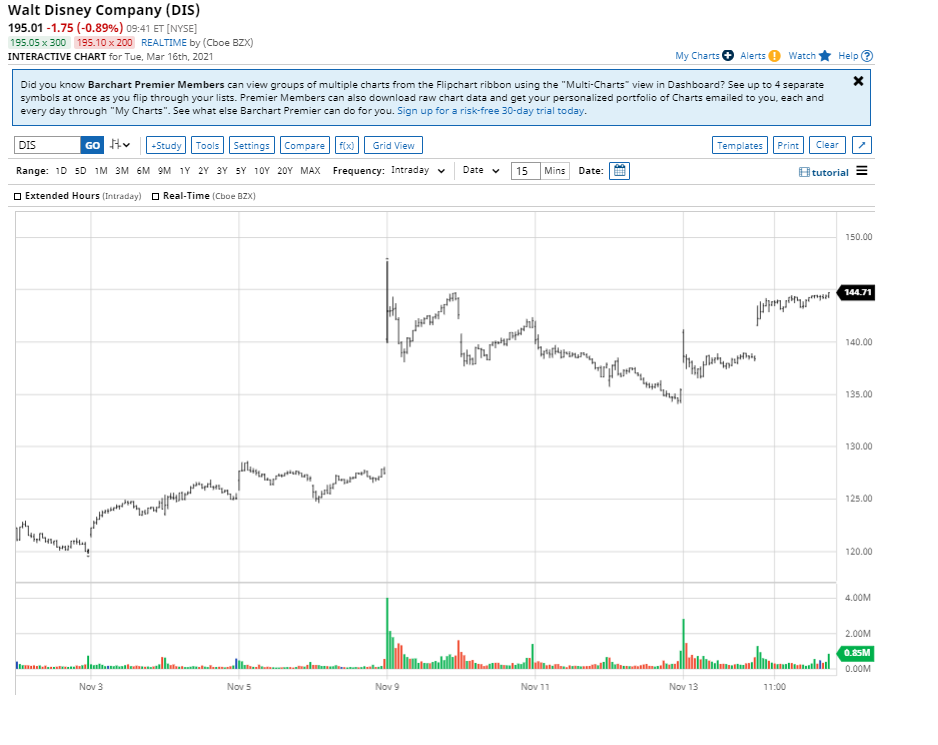 Walt Disney Company (DIS)
195.01 -1.75 (-0.89%) 09:41 ET [NYSE]
195.05 x 300 195.10 x 200 REALTIME by (Cboe BZX)
INTERACTIVE CHART for Tue, Mar 16th, 2021
My Charts Alerts Watch Help
Did you know Barchart Premier Members can view groups of multiple charts from the Flipchart ribbon using the "Multi-Charts" view in Dashboard? See up to 4 separate
symbols at once as you flip through your lists. Premier Members can also download raw chart data and get your personalized portfolio of Charts emailed to you, each and
every day through "My Charts". See what else Barchart Premier can do for you. Sign up for a risk-free 30-day trial today.
DIS GO +Study Tools Settings Compare f(x) Grid View Templates Print Clear
Range: 1D 5D 1M 3M 6M 9M 1Y 2Y 3Y 5Y 10Y 20Y MAX Frequency: Intraday Date 15 Mins Date: tutorial
Extended Hours (Intraday) Real-Time (Cboe BZX)
150.00
144.71
140.00
135.00
130.00
125.00
120.00
4.00M
2.00M
0.85M
0.00M
Nov 3 Nov 5 Nov 9 Nov 11 Nov 13 11:00